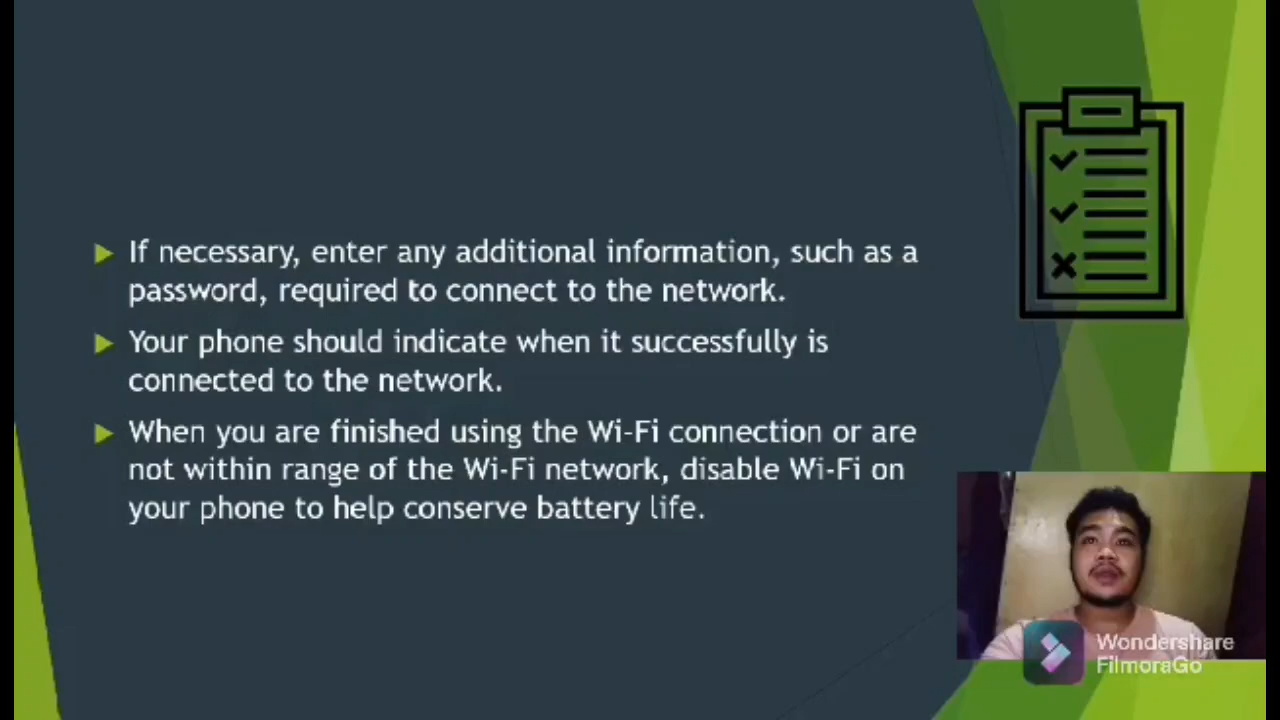 If necessary, enter any additional information, such as a
password, required to connect to the network.
Your phone should indicate when it successfully is
connected to the network.
When you are finished using the Wi-Fi connection or are
not within range of the Wi-Fi network, disable Wi-Fi on
your phone to help conserve battery life.
Wondershare
FilmoraGo